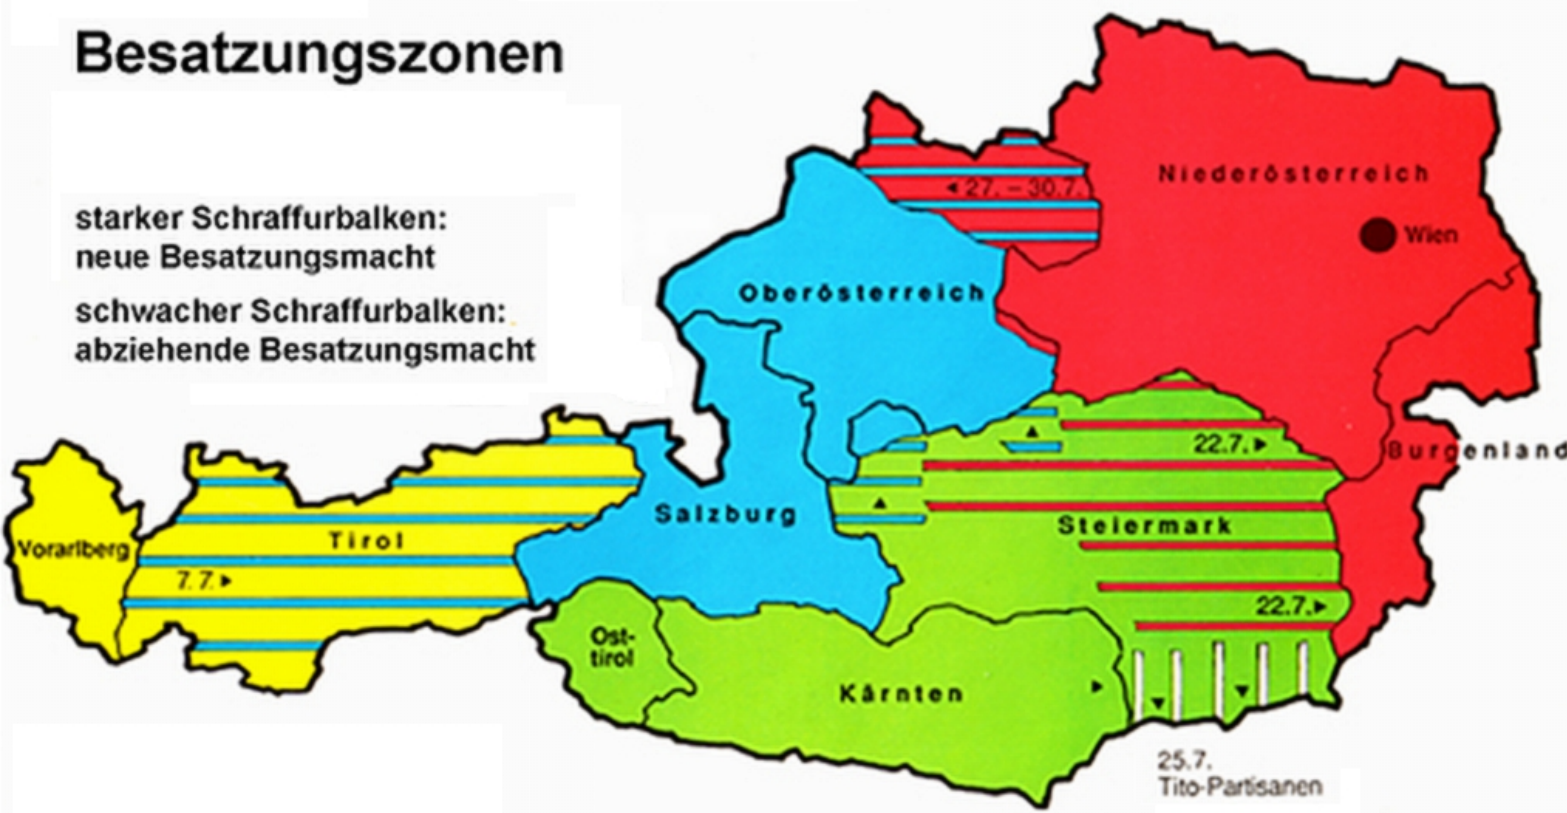 Besatzungszonen
starker Schraffurbalken:
neue Besatzungsmacht
schwacher Schraffurbalken:
abziehende Besatzungsmacht
Niederösterreich
27. – 30.7.
Wien
Oberösterreich
22.7.
Burgenland
Salzburg
Steiermark
Tirol
Vorarlberg
7. 7.
22.7.
Ost-
tirol
Kärnten
25.7.
Tito-Partisanen